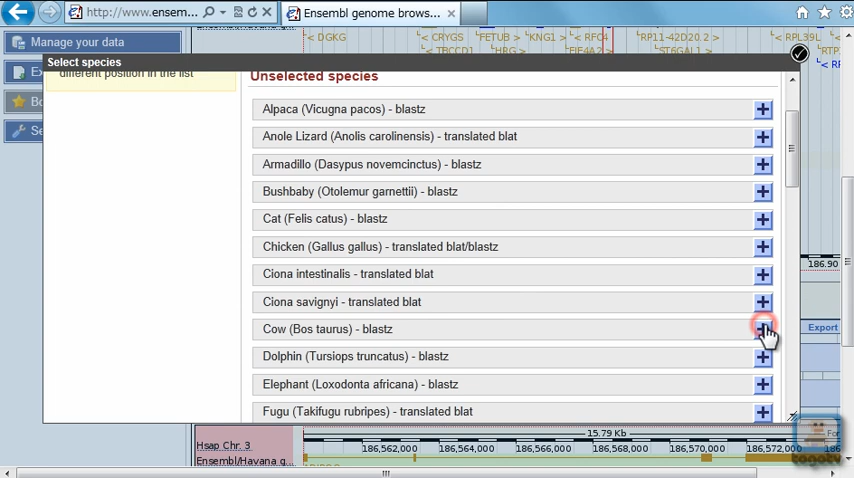 http://www.ensem...
Ensembl genome brows...
Manage your data
< DGKG
< CRYGS
FETUB >
< KNG1 >
< RFC4
RP11-42D20.2 >
< RPL39L
< TBCCD1
HRG >
EIF4A2 >
ST6GAL1 >
Select species
different position in the list
Unselected species
Alpaca (Vicugna pacos) - blastz
Anole Lizard (Anolis carolinensis) - translated blat
Armadillo (Dasypus novemcinctus) - blastz
Bushbaby (Otolemur garnettii) - blastz
Cat (Felis catus) - blastz
Chicken (Gallus gallus) - translated blat/blastz
Ciona intestinalis - translated blat
186.90
Ciona savignyi - translated blat
Cow (Bos taurus) - blastz
Export
Dolphin (Tursiops truncatus) - blastz
Elephant (Loxodonta africana) - blastz
Fugu (Takifugu rubripes) - translated blat
15.79 Kb
Hsap Chr. 3
186,562,000 186,564,000 186,566,000 186,568,000 186,570,000 186,572,000
Ensembl/Havana g...
togotv